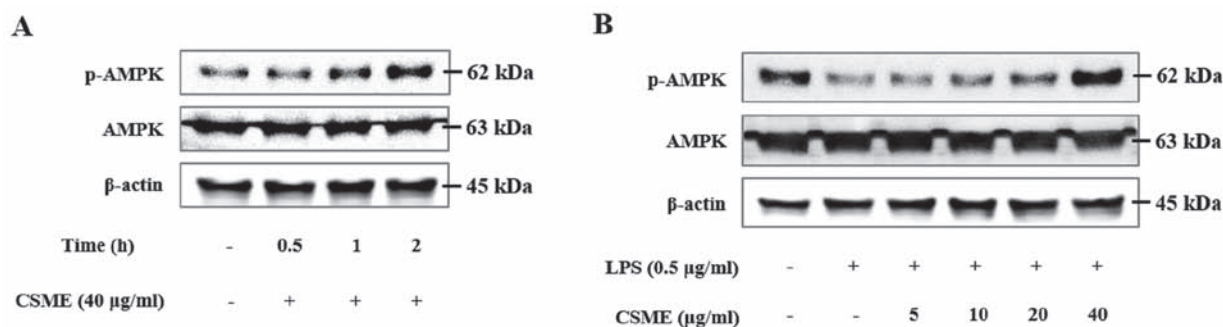 A
p-AMPK 62 kDa
AMPK 63 kDa
β-actin 45 kDa
Time (h) - 0.5 1 2
CSME (40 μg/ml) - + + +
B
p-AMPK 62 kDa
AMPK 63 kDa
β-actin 45 kDa
LPS (0.5 μg/ml) - + + + + +
CSME (μg/ml) - - 5 10 20 40